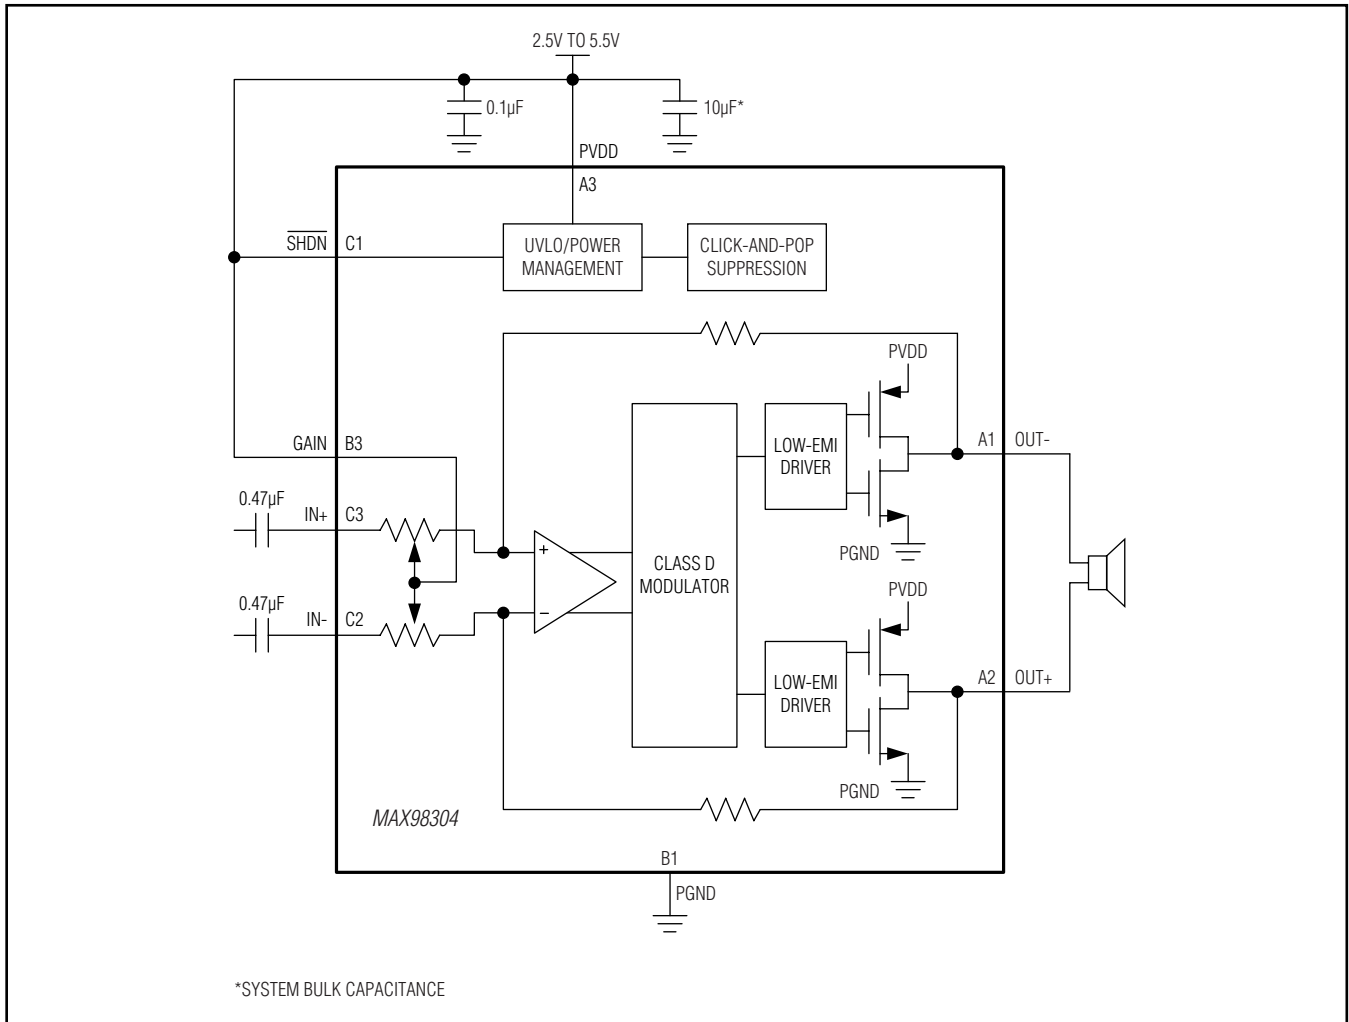 2.5V TO 5.5V
0.1µF
10µF*
PVDD
A3
SHDN
C1
UVLO/POWER
MANAGEMENT
CLICK-AND-POP
SUPPRESSION
PVDD
GAIN
B3
LOW-EMI
DRIVER
A1
OUT-
0.47µF
IN+
C3
+
PGND
CLASS D
MODULATOR
0.47µF
IN-
C2
−
PVDD
LOW-EMI
DRIVER
A2
OUT+
PGND
MAX98304
B1
PGND
*SYSTEM BULK CAPACITANCE